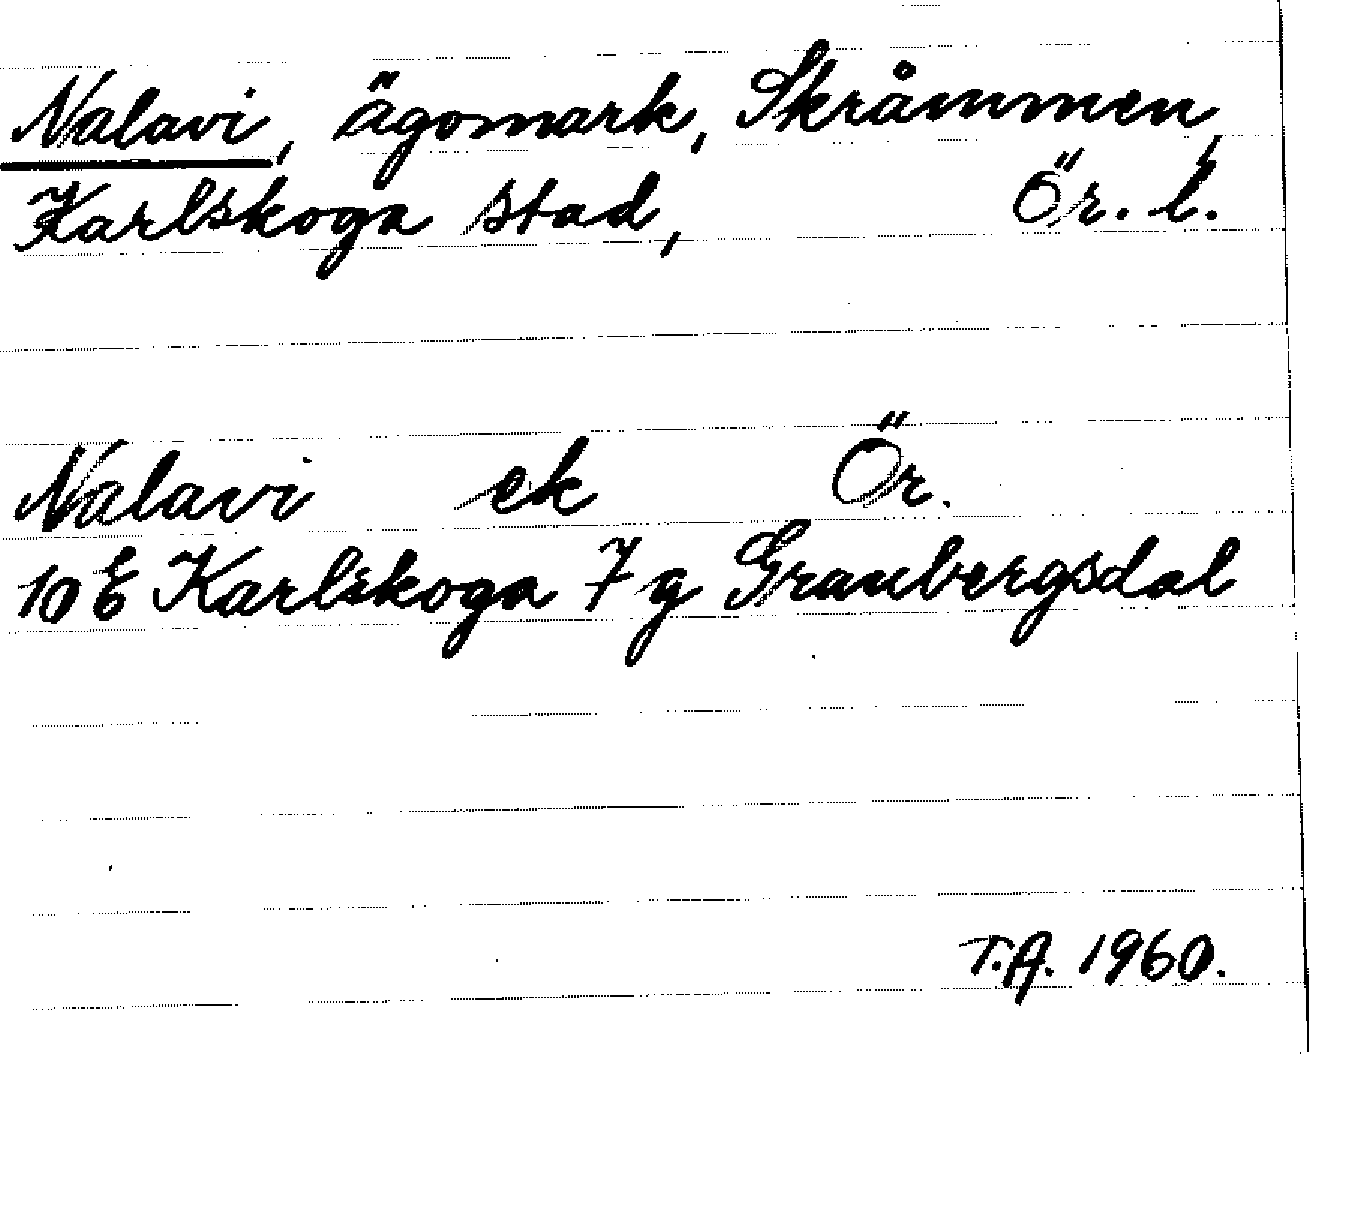 Nalavi, ägomark, Skråmmen,
Karlskoga stad, Ör. l.
Nalavi ek Ör.
10 E Karlskoga 7 g Granbergsdal
T.A. 1960.